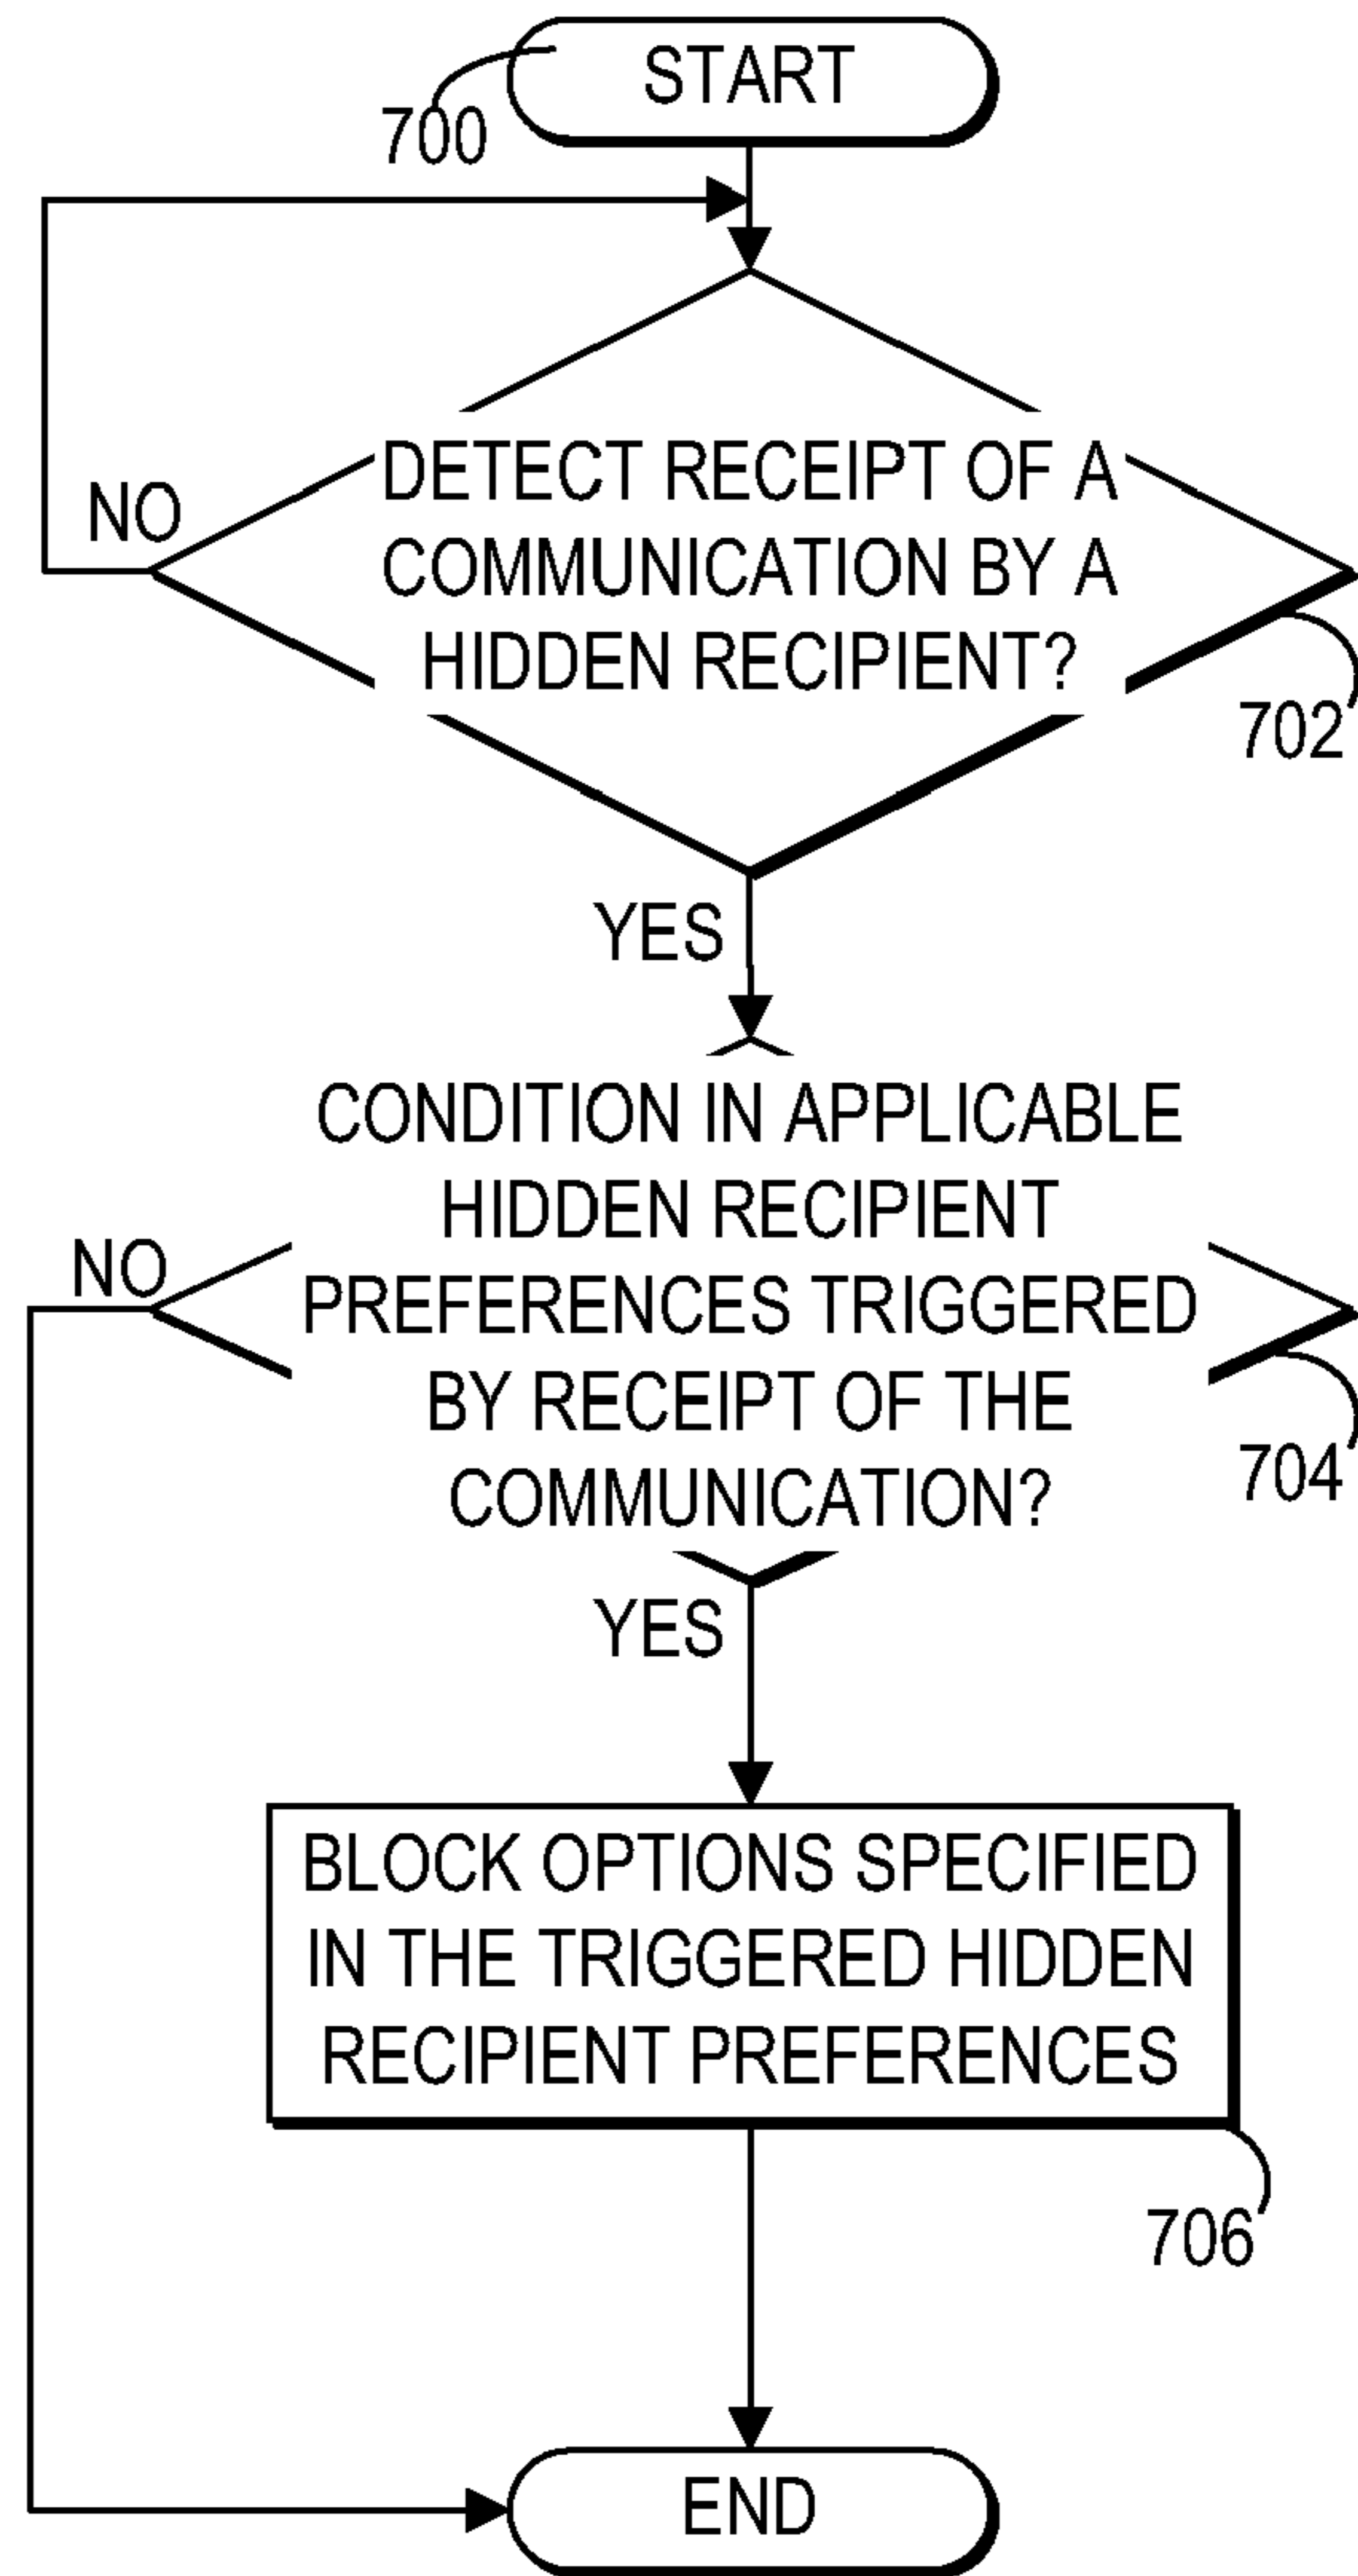 START
700
DETECT RECEIPT OF A
COMMUNICATION BY A
HIDDEN RECIPIENT?
NO
702
YES
CONDITION IN APPLICABLE
HIDDEN RECIPIENT
PREFERENCES TRIGGERED
BY RECEIPT OF THE
COMMUNICATION?
NO
704
YES
BLOCK OPTIONS SPECIFIED
IN THE TRIGGERED HIDDEN
RECIPIENT PREFERENCES
706
END